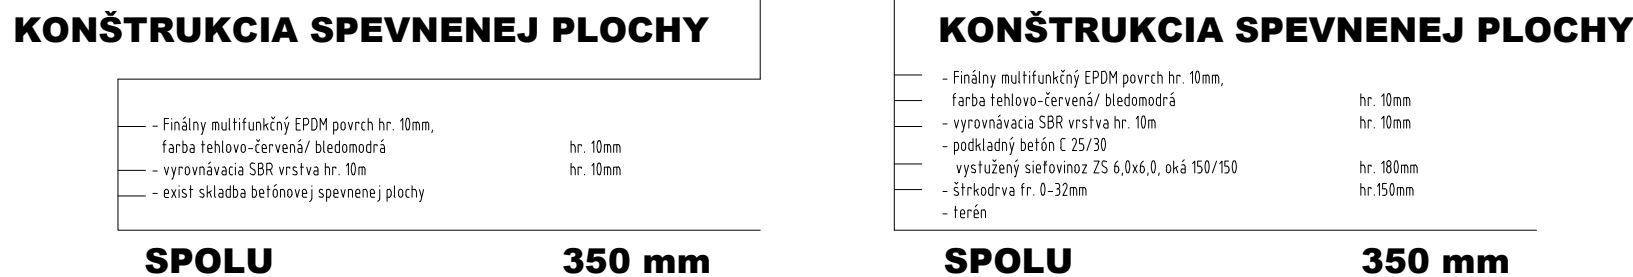 KONŠTRUKCIA SPEVNENEJ PLOCHY
- Finálny multifunkčný EPDM povrch hr. 10mm,
farba tehlovo-červená/ bledomodrá hr. 10mm
- vyrovnávacia SBR vrstva hr. 10m hr. 10mm
- exist skladba betónovej spevnenej plochy
SPOLU 350 mm
KONŠTRUKCIA SPEVNENEJ PLOCHY
- Finálny multifunkčný EPDM povrch hr. 10mm,
farba tehlovo-červená/ bledomodrá hr. 10mm
- vyrovnávacia SBR vrstva hr. 10m hr. 10mm
- podkladný betón C 25/30
vystužený sieťovinoz ZS 6,0x6,0, oká 150/150 hr. 180mm
- štrkodrva fr. 0-32mm hr.150mm
- terén
SPOLU 350 mm